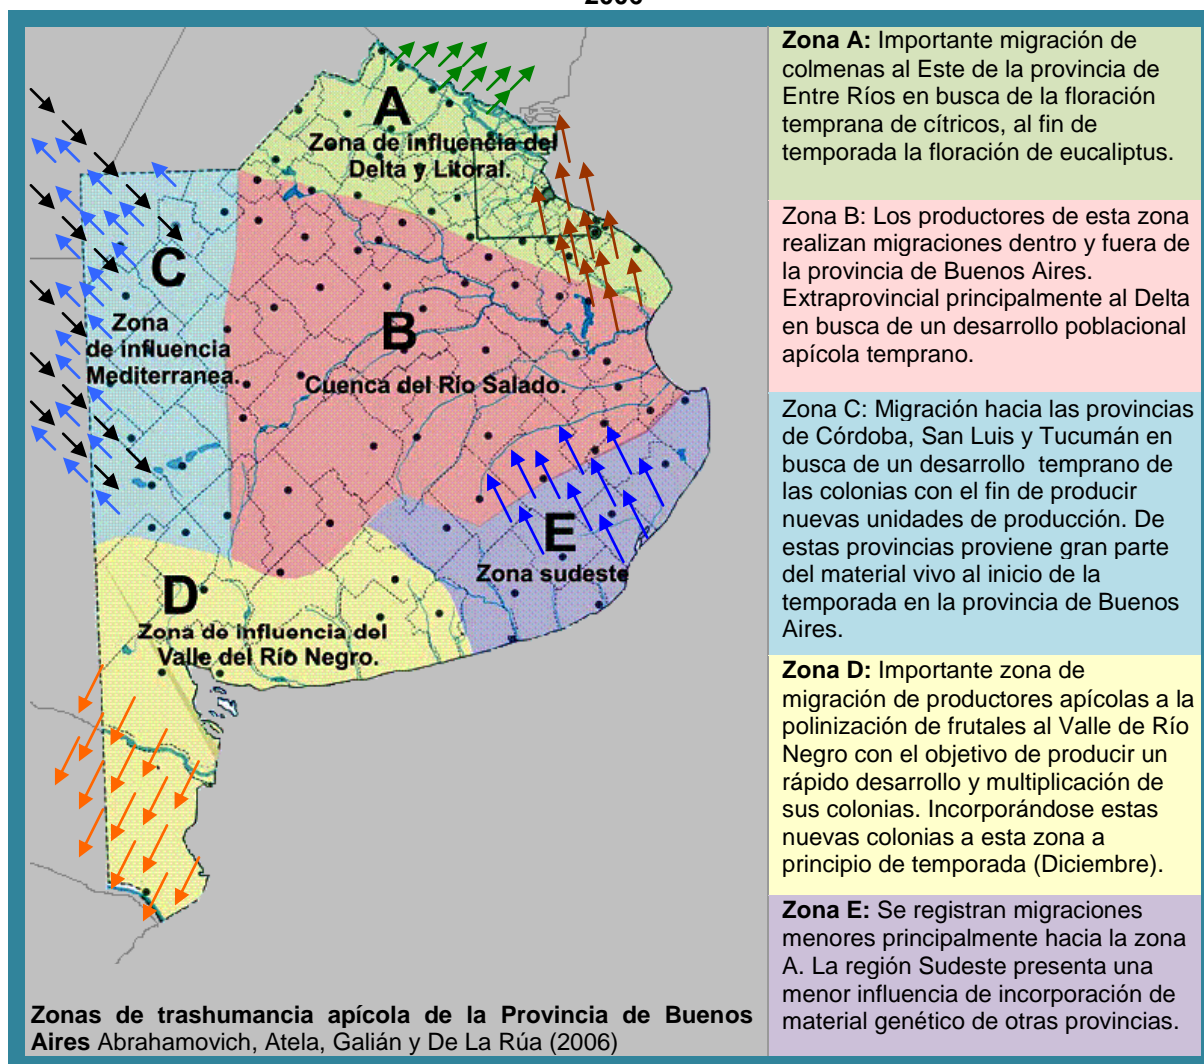 2006
A
Zona de influencia del
Delta y Litoral.
C
Zona
de influencia
Mediterranea.
B
Cuenca del Río Salado.
E
Zona sudeste
D
Zona de Influencia del
Valle del Río Negro.
Zonas de trashumancia apícola de la Provincia de Buenos
Aires Abrahamovich, Atela, Galián y De La Rúa (2006)
Zona A: Importante migración de
colmenas al Este de la provincia de
Entre Ríos en busca de la floración
temprana de cítricos, al fin de
temporada la floración de eucaliptus.
Zona B: Los productores de esta zona
realizan migraciones dentro y fuera de
la provincia de Buenos Aires.
Extraprovincial principalmente al Delta
en busca de un desarrollo poblacional
apícola temprano.
Zona C: Migración hacia las provincias
de Córdoba, San Luis y Tucumán en
busca de un desarrollo temprano de
las colonias con el fin de producir
nuevas unidades de producción. De
estas provincias proviene gran parte
del material vivo al inicio de la
temporada en la provincia de Buenos
Aires.
Zona D: Importante zona de
migración de productores apícolas a la
polinización de frutales al Valle de Río
Negro con el objetivo de producir un
rápido desarrollo y multiplicación de
sus colonias. Incorporándose estas
nuevas colonias a esta zona a
principio de temporada (Diciembre).
Zona E: Se registran migraciones
menores principalmente hacia la zona
A. La región Sudeste presenta una
menor influencia de incorporación de
material genético de otras provincias.